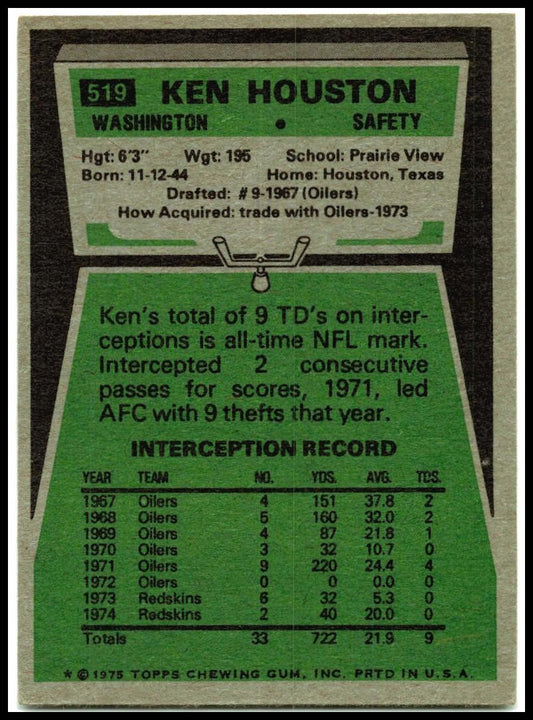 519 KEN HOUSTON
WASHINGTON • SAFETY
Hgt: 6'3" Wgt: 195 School: Prairie View
Born: 11-12-44 Home: Houston, Texas
Drafted: #9-1967 (Oilers)
How Acquired: trade with Oilers-1973
Ken's total of 9 TD's on inter-
ceptions is all-time NFL mark.
Intercepted 2 consecutive
passes for scores, 1971, led
AFC with 9 thefts that year.
INTERCEPTION RECORD
YEAR TEAM NO. YDS. AVG. TDS.
1967 Oilers 4 151 37.8 2
1968 Oilers 5 160 32.0 2
1969 Oilers 4 87 21.8 1
1970 Oilers 3 32 10.7 0
1971 Oilers 9 220 24.4 4
1972 Oilers 0 0 0.0 0
1973 Redskins 6 32 5.3 0
1974 Redskins 2 40 20.0 0
Totals 33 722 21.9 9
* © 1975 TOPPS CHEWING GUM, INC. PRTD IN U.S.A.